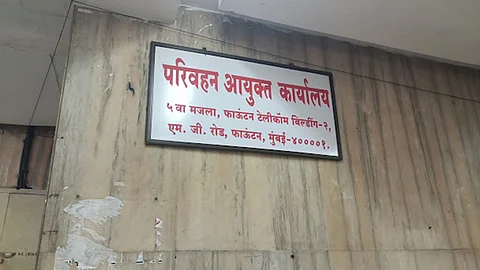 परिवहन आयुक्त कार्यालय
५ वा मजला, फाऊंटन टेलीकॉम बिल्डींग-२,
एम. जी. रोड, फाऊंटन, मुंबई-४००००१.